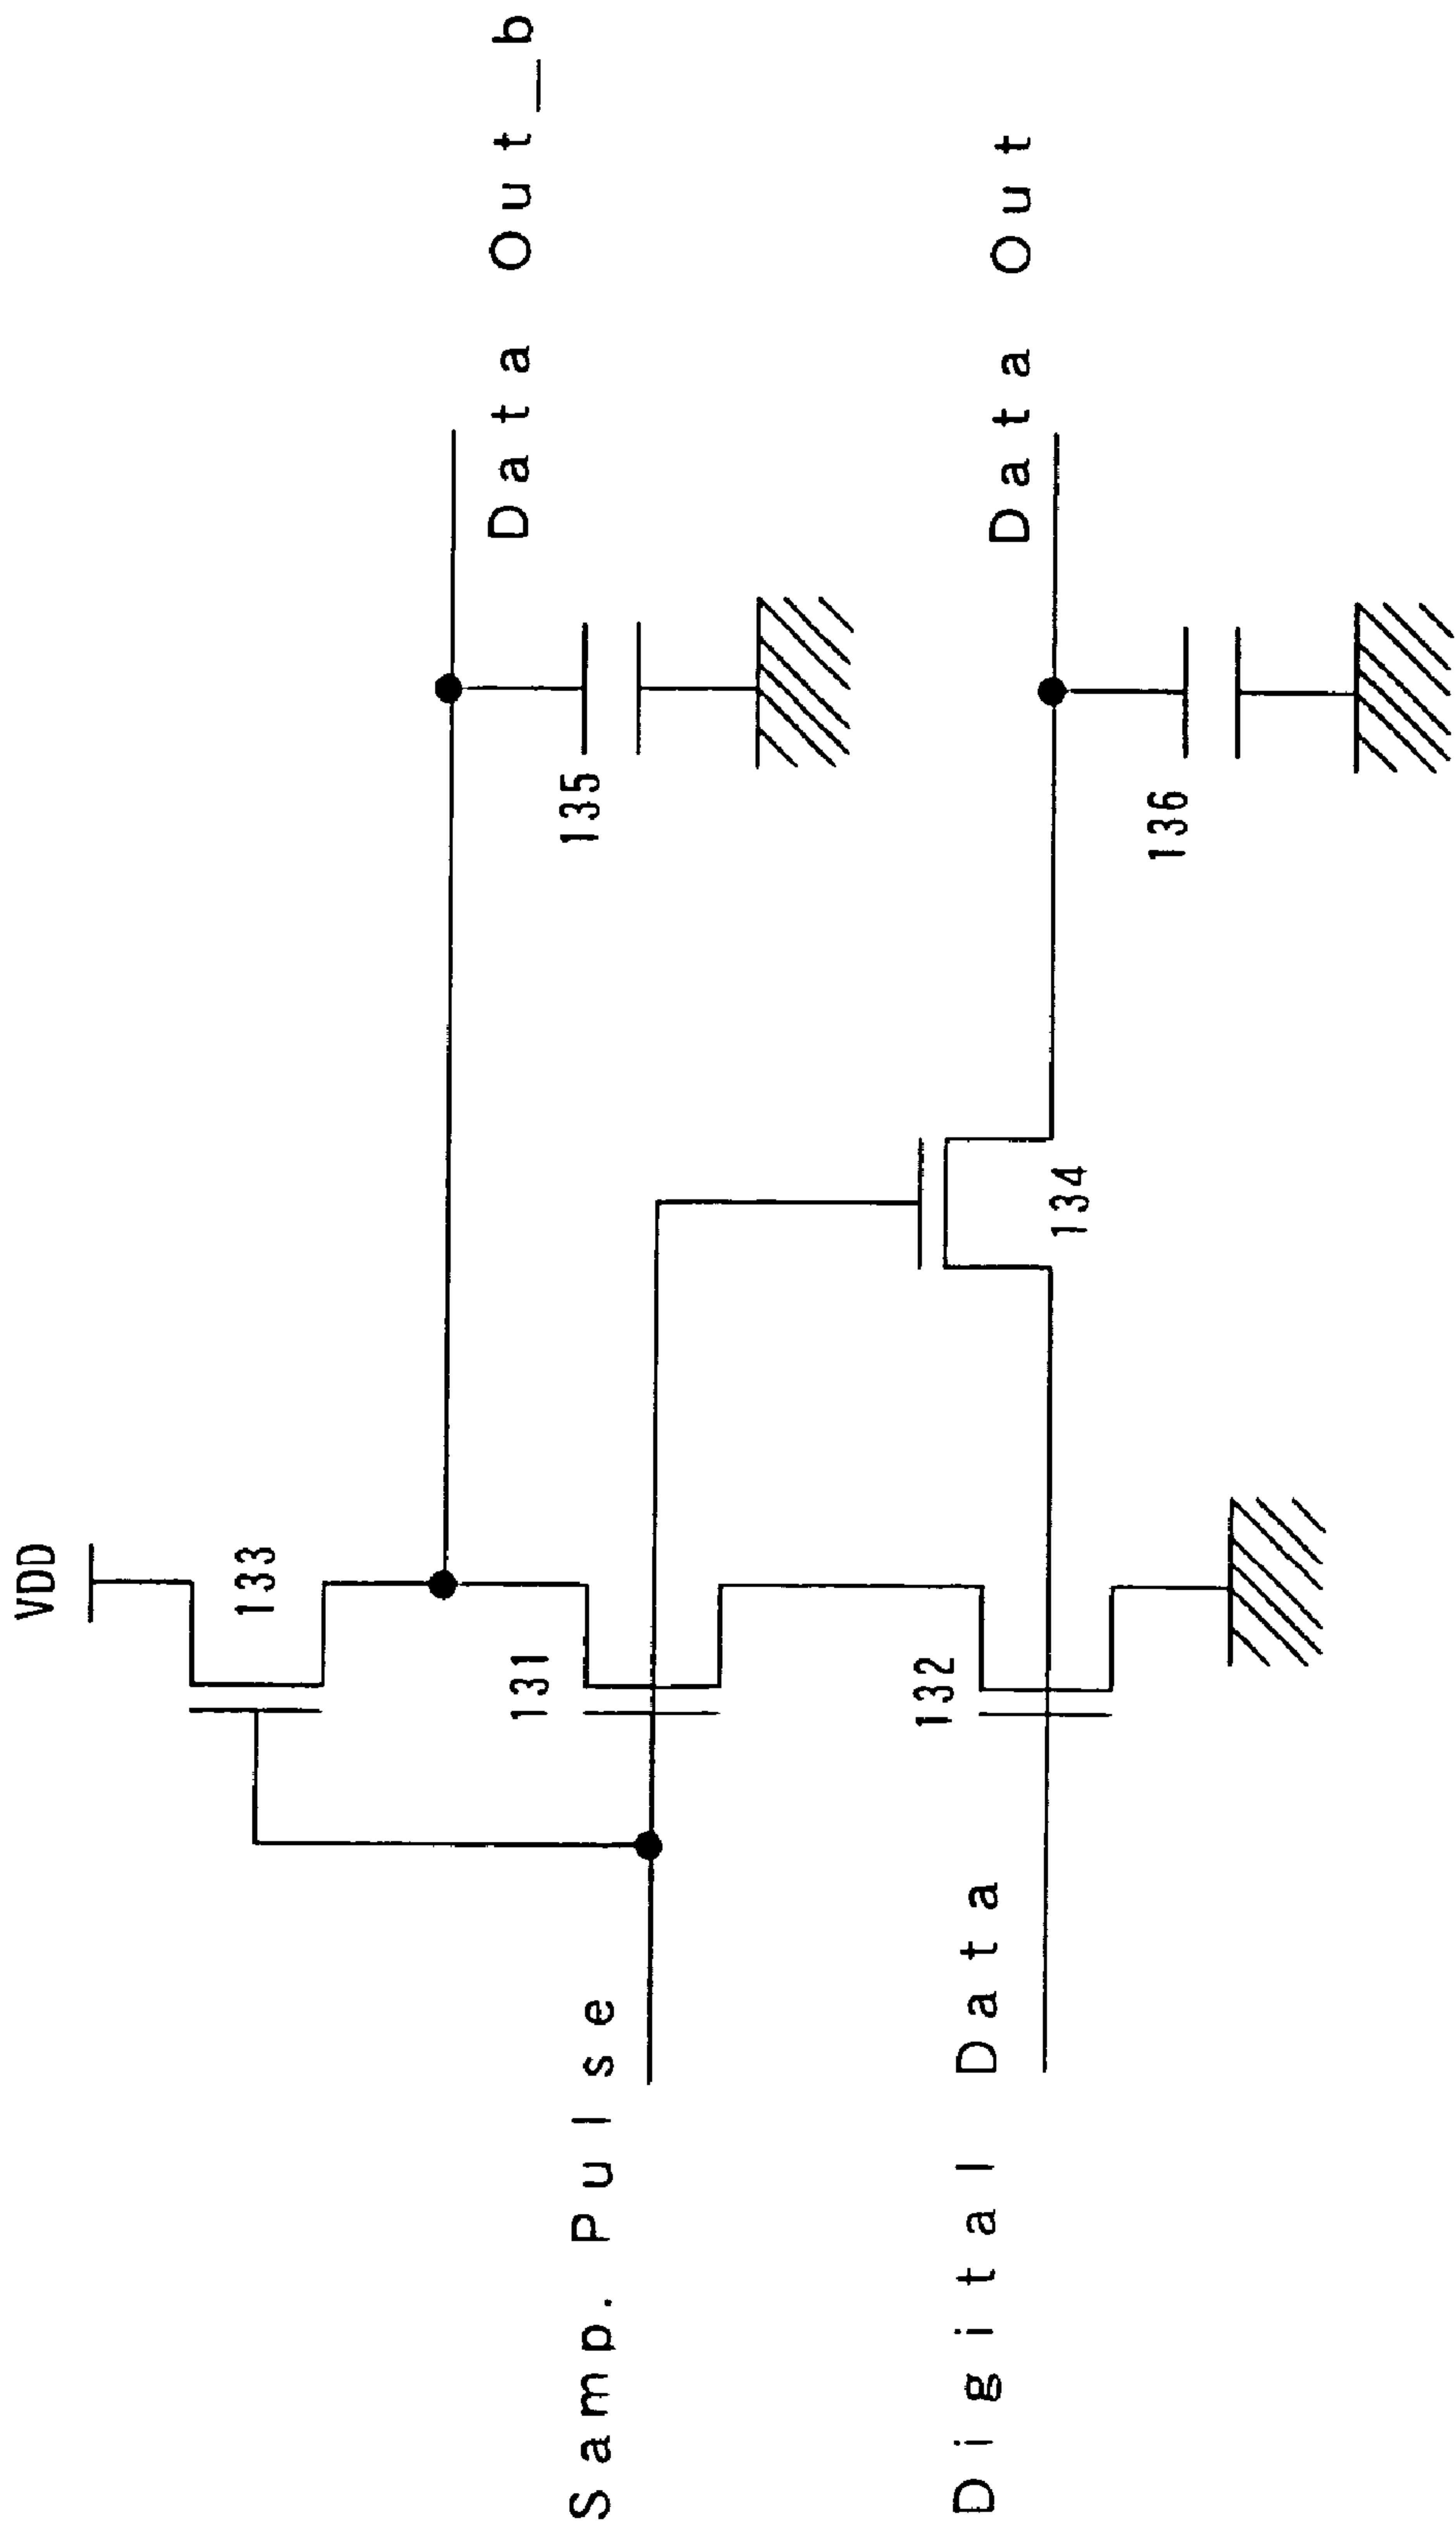 VDD
133
Data Out_b
135
131
Samp. Pulse
132
134
Data Out
136
Digital Data